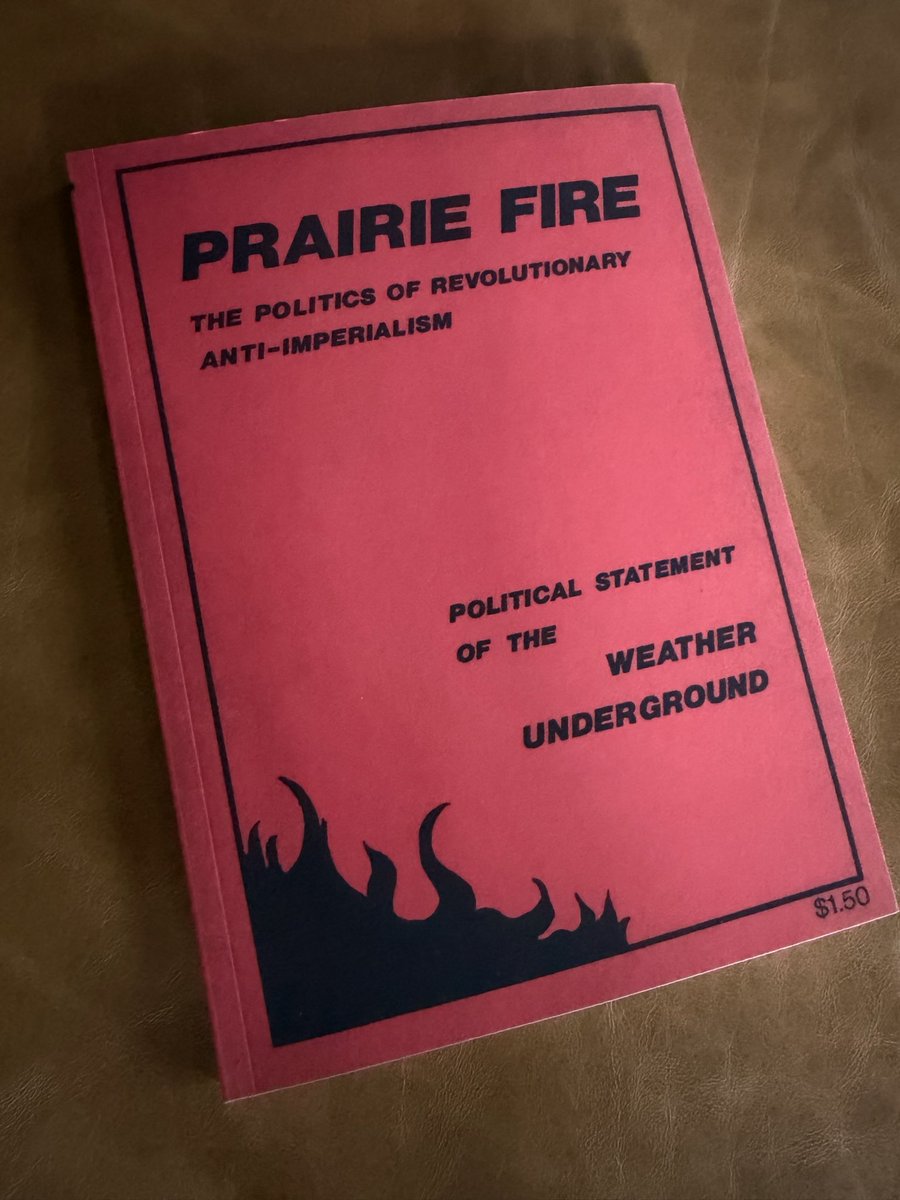 PRAIRIE FIRE
THE POLITICS OF REVOLUTIONARY
ANTI-IMPERIALISM
POLITICAL STATEMENT
OF THE
WEATHER
UNDERGROUND
$1.50